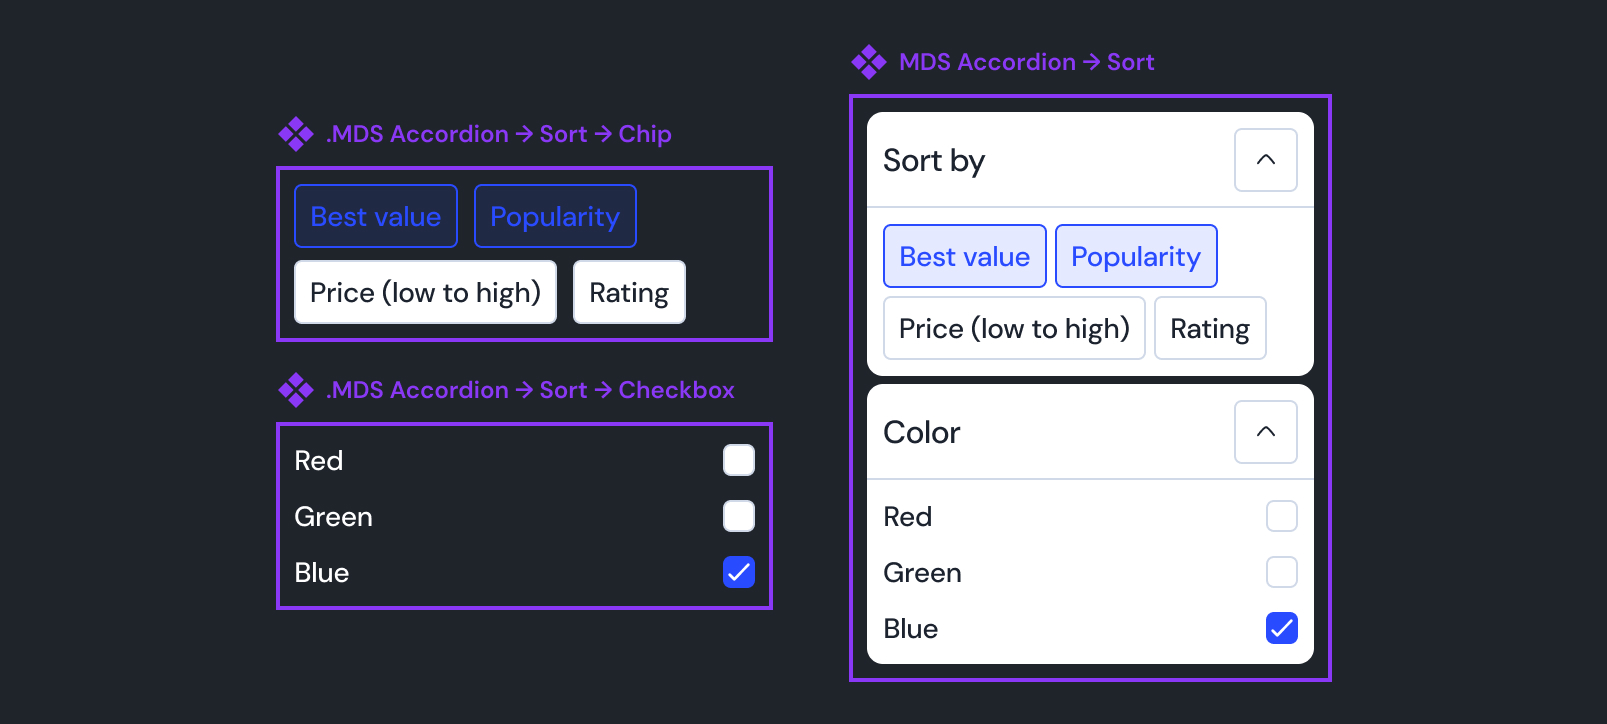 .MDS Accordion → Sort → Chip
Best value
Popularity
Price (low to high)
Rating
.MDS Accordion → Sort → Checkbox
Red
Green
Blue
MDS Accordion → Sort
Sort by
Best value
Popularity
Price (low to high)
Rating
Color
Red
Green
Blue